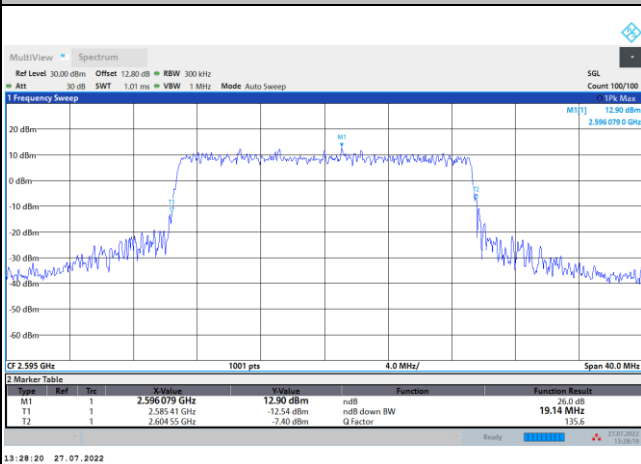 MultiView Spectrum
Ref Level 30.00 dBm Offset 12.80 dB RBW 300 kHz SGL
Att 30 dB SWT 1.01 ms VBW 1 MHz Mode Auto Sweep Count 100/100
1 Frequency Sweep 1Pk Max
M1[1] 12.90 dBm
2.596 079 0 GHz
20 dBm
M1
10 dBm
0 dBm
T1
T2
-10 dBm
-20 dBm
-30 dBm
-40 dBm
-50 dBm
-60 dBm
CF 2.595 GHz 1001 pts 4.0 MHz/ Span 40.0 MHz
2 Marker Table
Type Ref Trc X-Value Y-Value Function Function Result
M1 1 2.596 079 GHz 12.90 dBm ndB 26.0 dB
T1 1 2.585 41 GHz -12.54 dBm ndB down BW 19.14 MHz
T2 1 2.604 55 GHz -7.40 dBm Q Factor 135.6
Ready 27.07.2022
13:28:19
13:28:20 27.07.2022